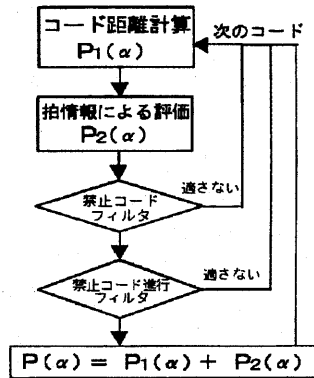 コード距離計算
P1(α)
次のコード
拍情報による評価
P2(α)
禁止コード
フィルタ
適さない
禁止コード進行
フィルタ
適さない
P(α) = P1(α) + P2(α)